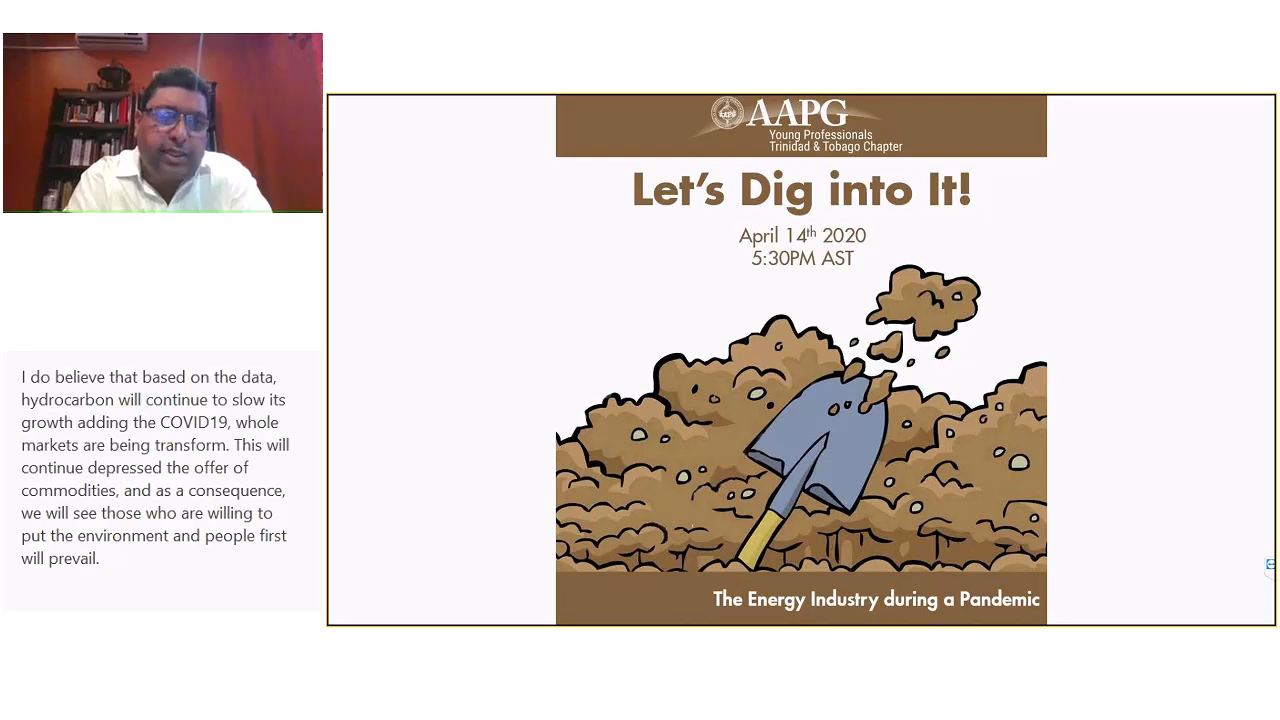 I do believe that based on the data,
hydrocarbon will continue to slow its
growth adding the COVID19, whole
markets are being transform. This will
continue depressed the offer of
commodities, and as a consequence,
we will see those who are willing to
put the environment and people first
will prevail.
AAPG
Young Professionals
Trinidad & Tobago Chapter
Let's Dig into It!
April 14th 2020
5:30PM AST
The Energy Industry during a Pandemic